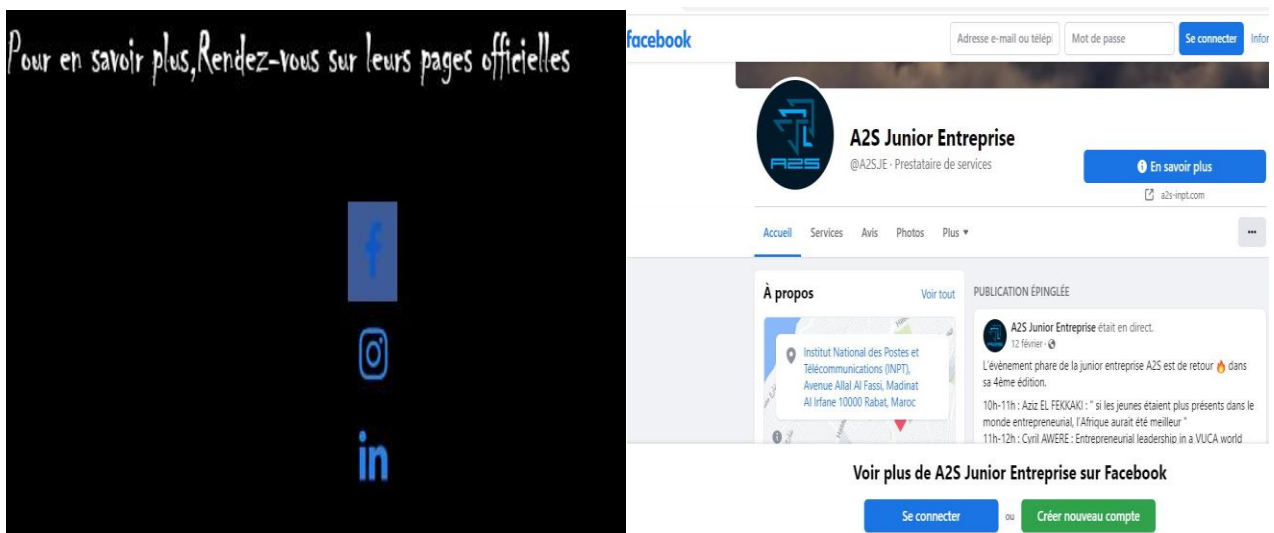 Pour en savoir plus,Rendez-vous sur leurs pages officielles
f
in
facebook
Adresse e-mail ou télépl
Mot de passe
Se connecter
Infor
A2S
A2S Junior Entreprise
@A2S.JE · Prestataire de services
En savoir plus
a2s-inpt.com
Accueil
Services
Avis
Photos
Plus
À propos
Voir tout
Institut National des Postes et
Télécommunications (INPT),
Avenue Allal Al Fassi, Madinat
Al Irfane 10000 Rabat, Maroc
PUBLICATION ÉPINGLÉE
A2S Junior Entreprise était en direct.
12 février ·
L'évènement phare de la junior entreprise A2S est de retour 🔥 dans
sa 4ème édition.
10h-11h : Aziz EL FEKKAKI : " si les jeunes étaient plus présents dans le
monde entrepreneurial, l'Afrique aurait été meilleur "
11h-12h : Cyril AWERE : Entrepreneurial leadership in a VUCA world
Voir plus de A2S Junior Entreprise sur Facebook
Se connecter
ou
Créer nouveau compte